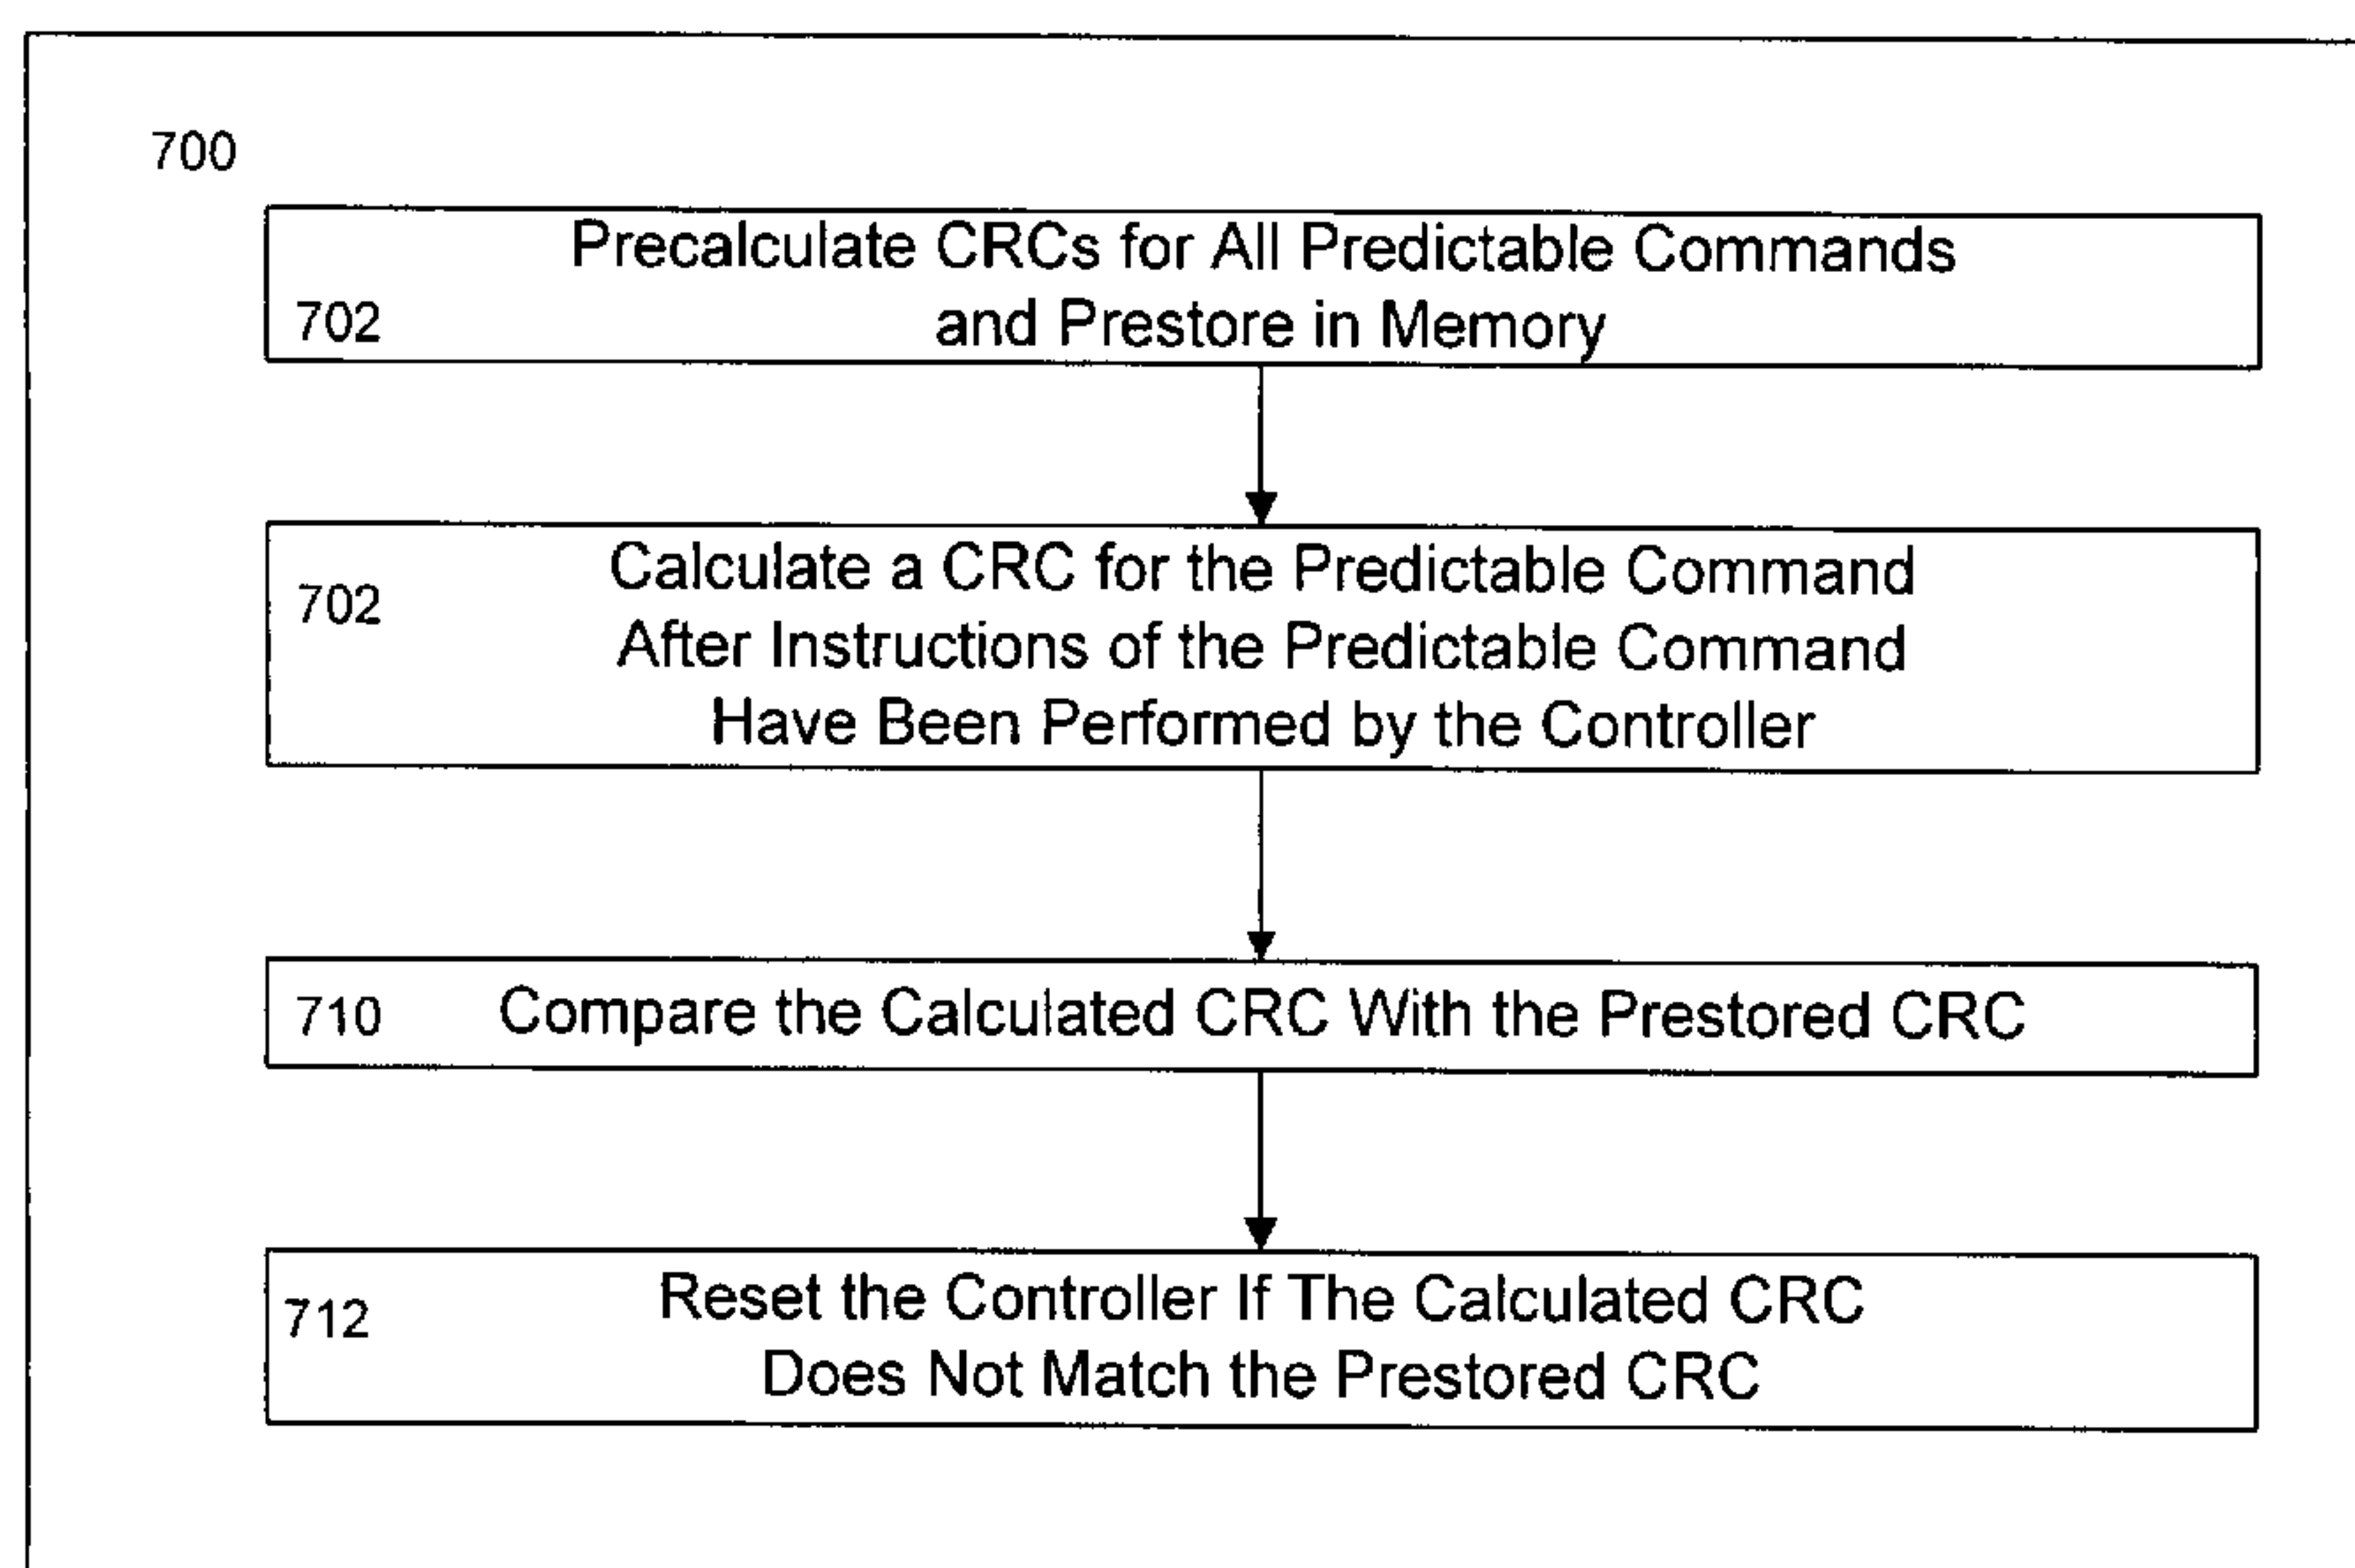 700
Precalculate CRCs for All Predictable Commands
702 and Prestore in Memory
Calculate a CRC for the Predictable Command
702
After Instructions of the Predictable Command
Have Been Performed by the Controller
710 Compare the Calculated CRC With the Prestored CRC
Reset the Controller If The Calculated CRC
712
Does Not Match the Prestored CRC